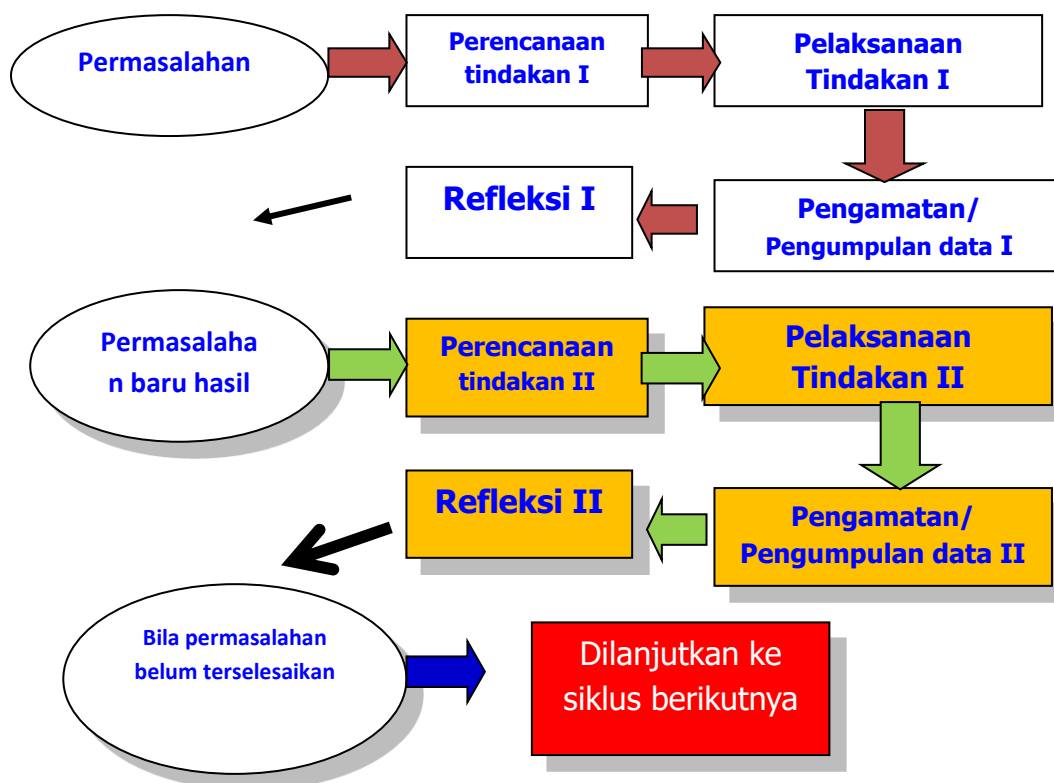 Permasalahan
Perencanaan
tindakan I
Pelaksanaan
Tindakan I
Refleksi I
Pengamatan/
Pengumpulan data I
Permasalaha
n baru hasil
Perencanaan
tindakan II
Pelaksanaan
Tindakan II
Refleksi II
Pengamatan/
Pengumpulan data II
Bila permasalahan
belum terselesaikan
Dilanjutkan ke
siklus berikutnya